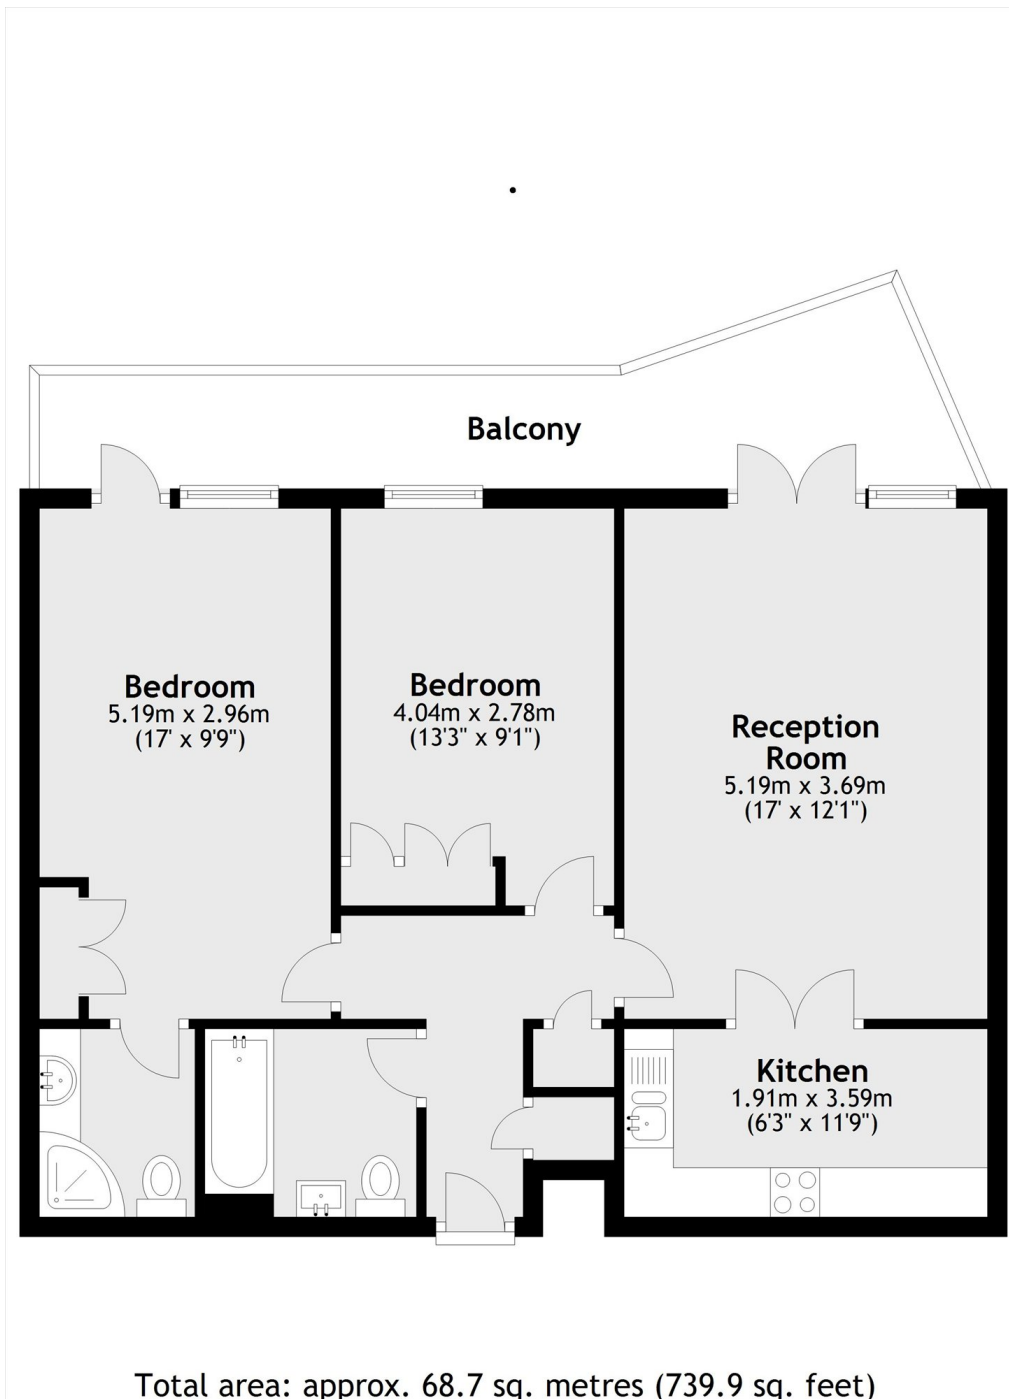 Balcony
Bedroom
5.19m x 2.96m
(17' x 9'9")
Bedroom
4.04m x 2.78m
(13'3" x 9'1")
Reception
Room
5.19m x 3.69m
(17' x 12'1")
Kitchen
1.91m x 3.59m
(6'3" x 11'9")
Total area: approx. 68.7 sq. metres (739.9 sq. feet)